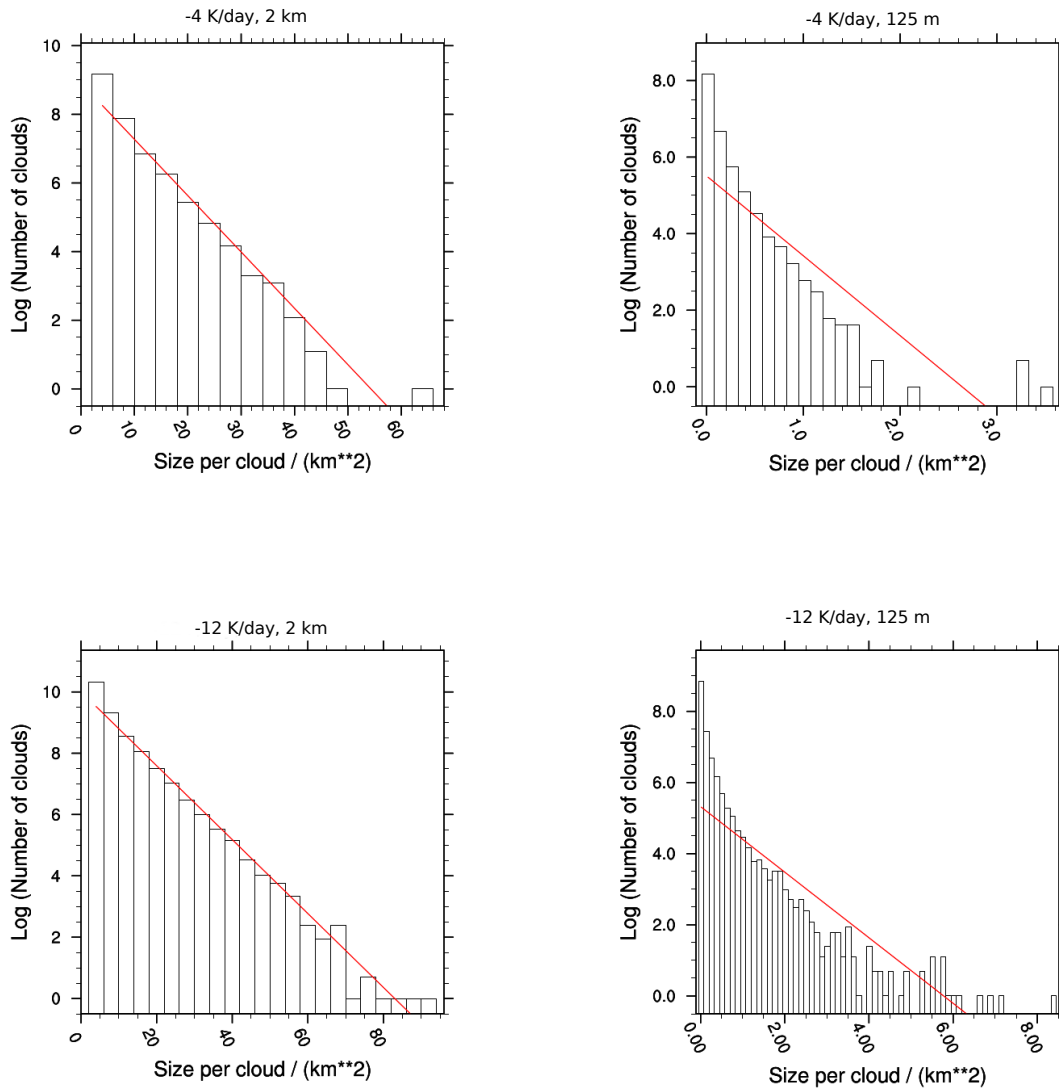 -4 K/day, 2 km
10
8
6
4
2
0
Log (Number of clouds)
0 10 20 30 40 50 60
Size per cloud / (km**2)
-4 K/day, 125 m
8.0
6.0
4.0
2.0
0.0
Log (Number of clouds)
0.0 1.0 2.0 3.0
Size per cloud / (km**2)
-12 K/day, 2 km
10
8
6
4
2
0
Log (Number of clouds)
0 20 40 60 80
Size per cloud / (km**2)
-12 K/day, 125 m
8.0
6.0
4.0
2.0
0.0
Log (Number of clouds)
0.00 2.00 4.00 6.00 8.00
Size per cloud / (km**2)